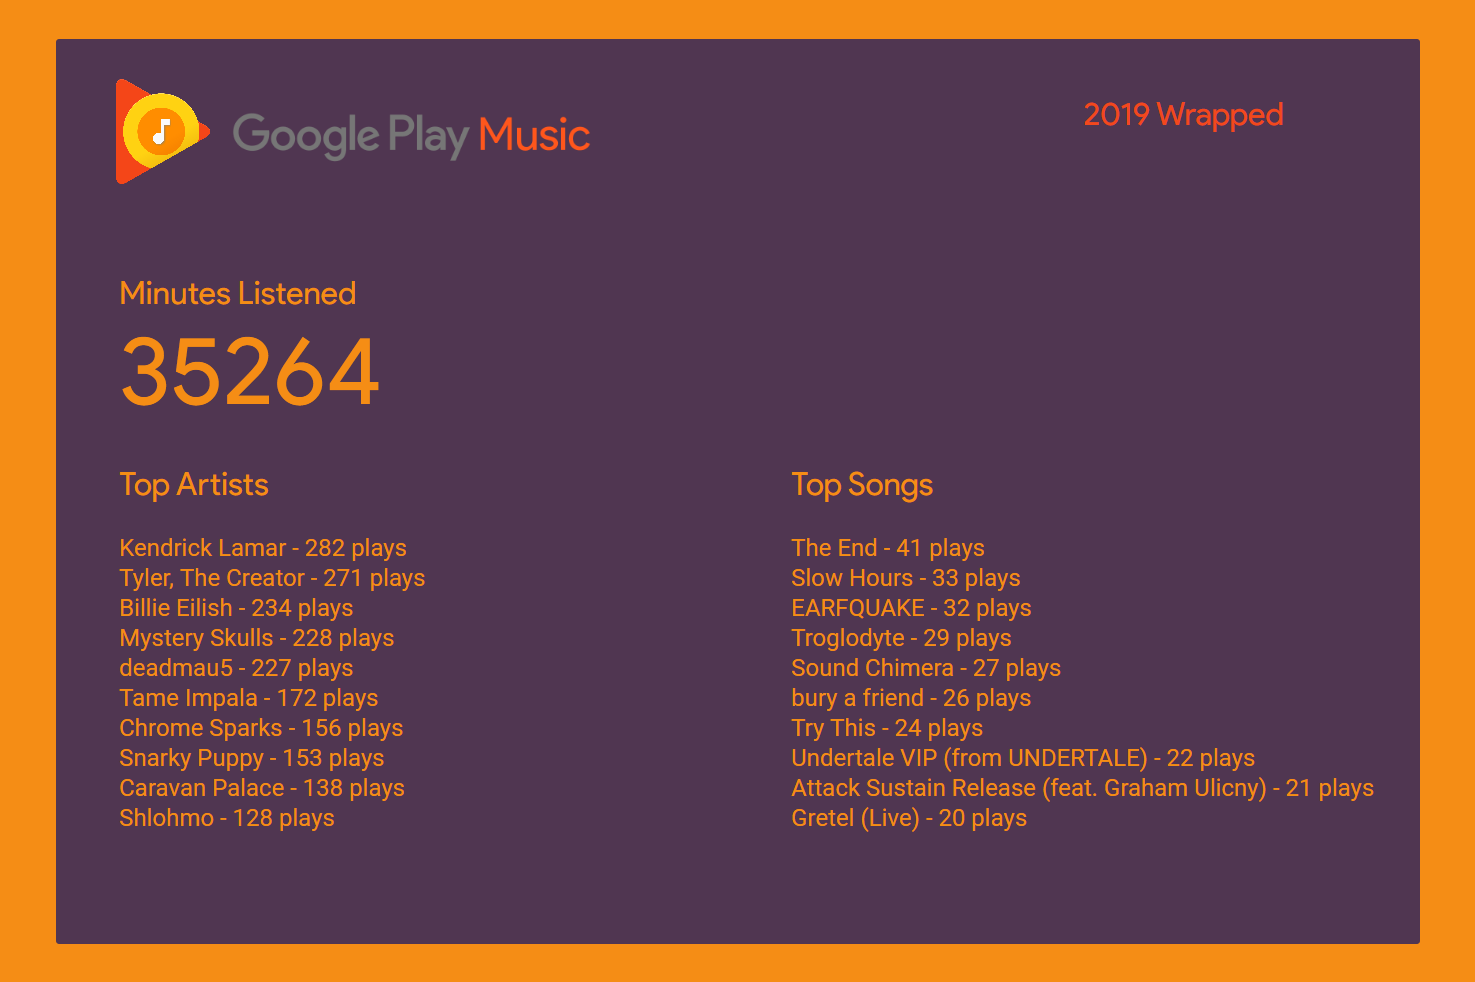 Google Play Music
2019 Wrapped
Minutes Listened
35264
Top Artists
Kendrick Lamar - 282 plays
Tyler, The Creator - 271 plays
Billie Eilish - 234 plays
Mystery Skulls - 228 plays
deadmau5 - 227 plays
Tame Impala - 172 plays
Chrome Sparks - 156 plays
Snarky Puppy - 153 plays
Caravan Palace - 138 plays
Shlohmo - 128 plays
Top Songs
The End - 41 plays
Slow Hours - 33 plays
EARFQUAKE - 32 plays
Troglodyte - 29 plays
Sound Chimera - 27 plays
bury a friend - 26 plays
Try This - 24 plays
Undertale VIP (from UNDERTALE) - 22 plays
Attack Sustain Release (feat. Graham Ulicny) - 21 plays
Gretel (Live) - 20 plays